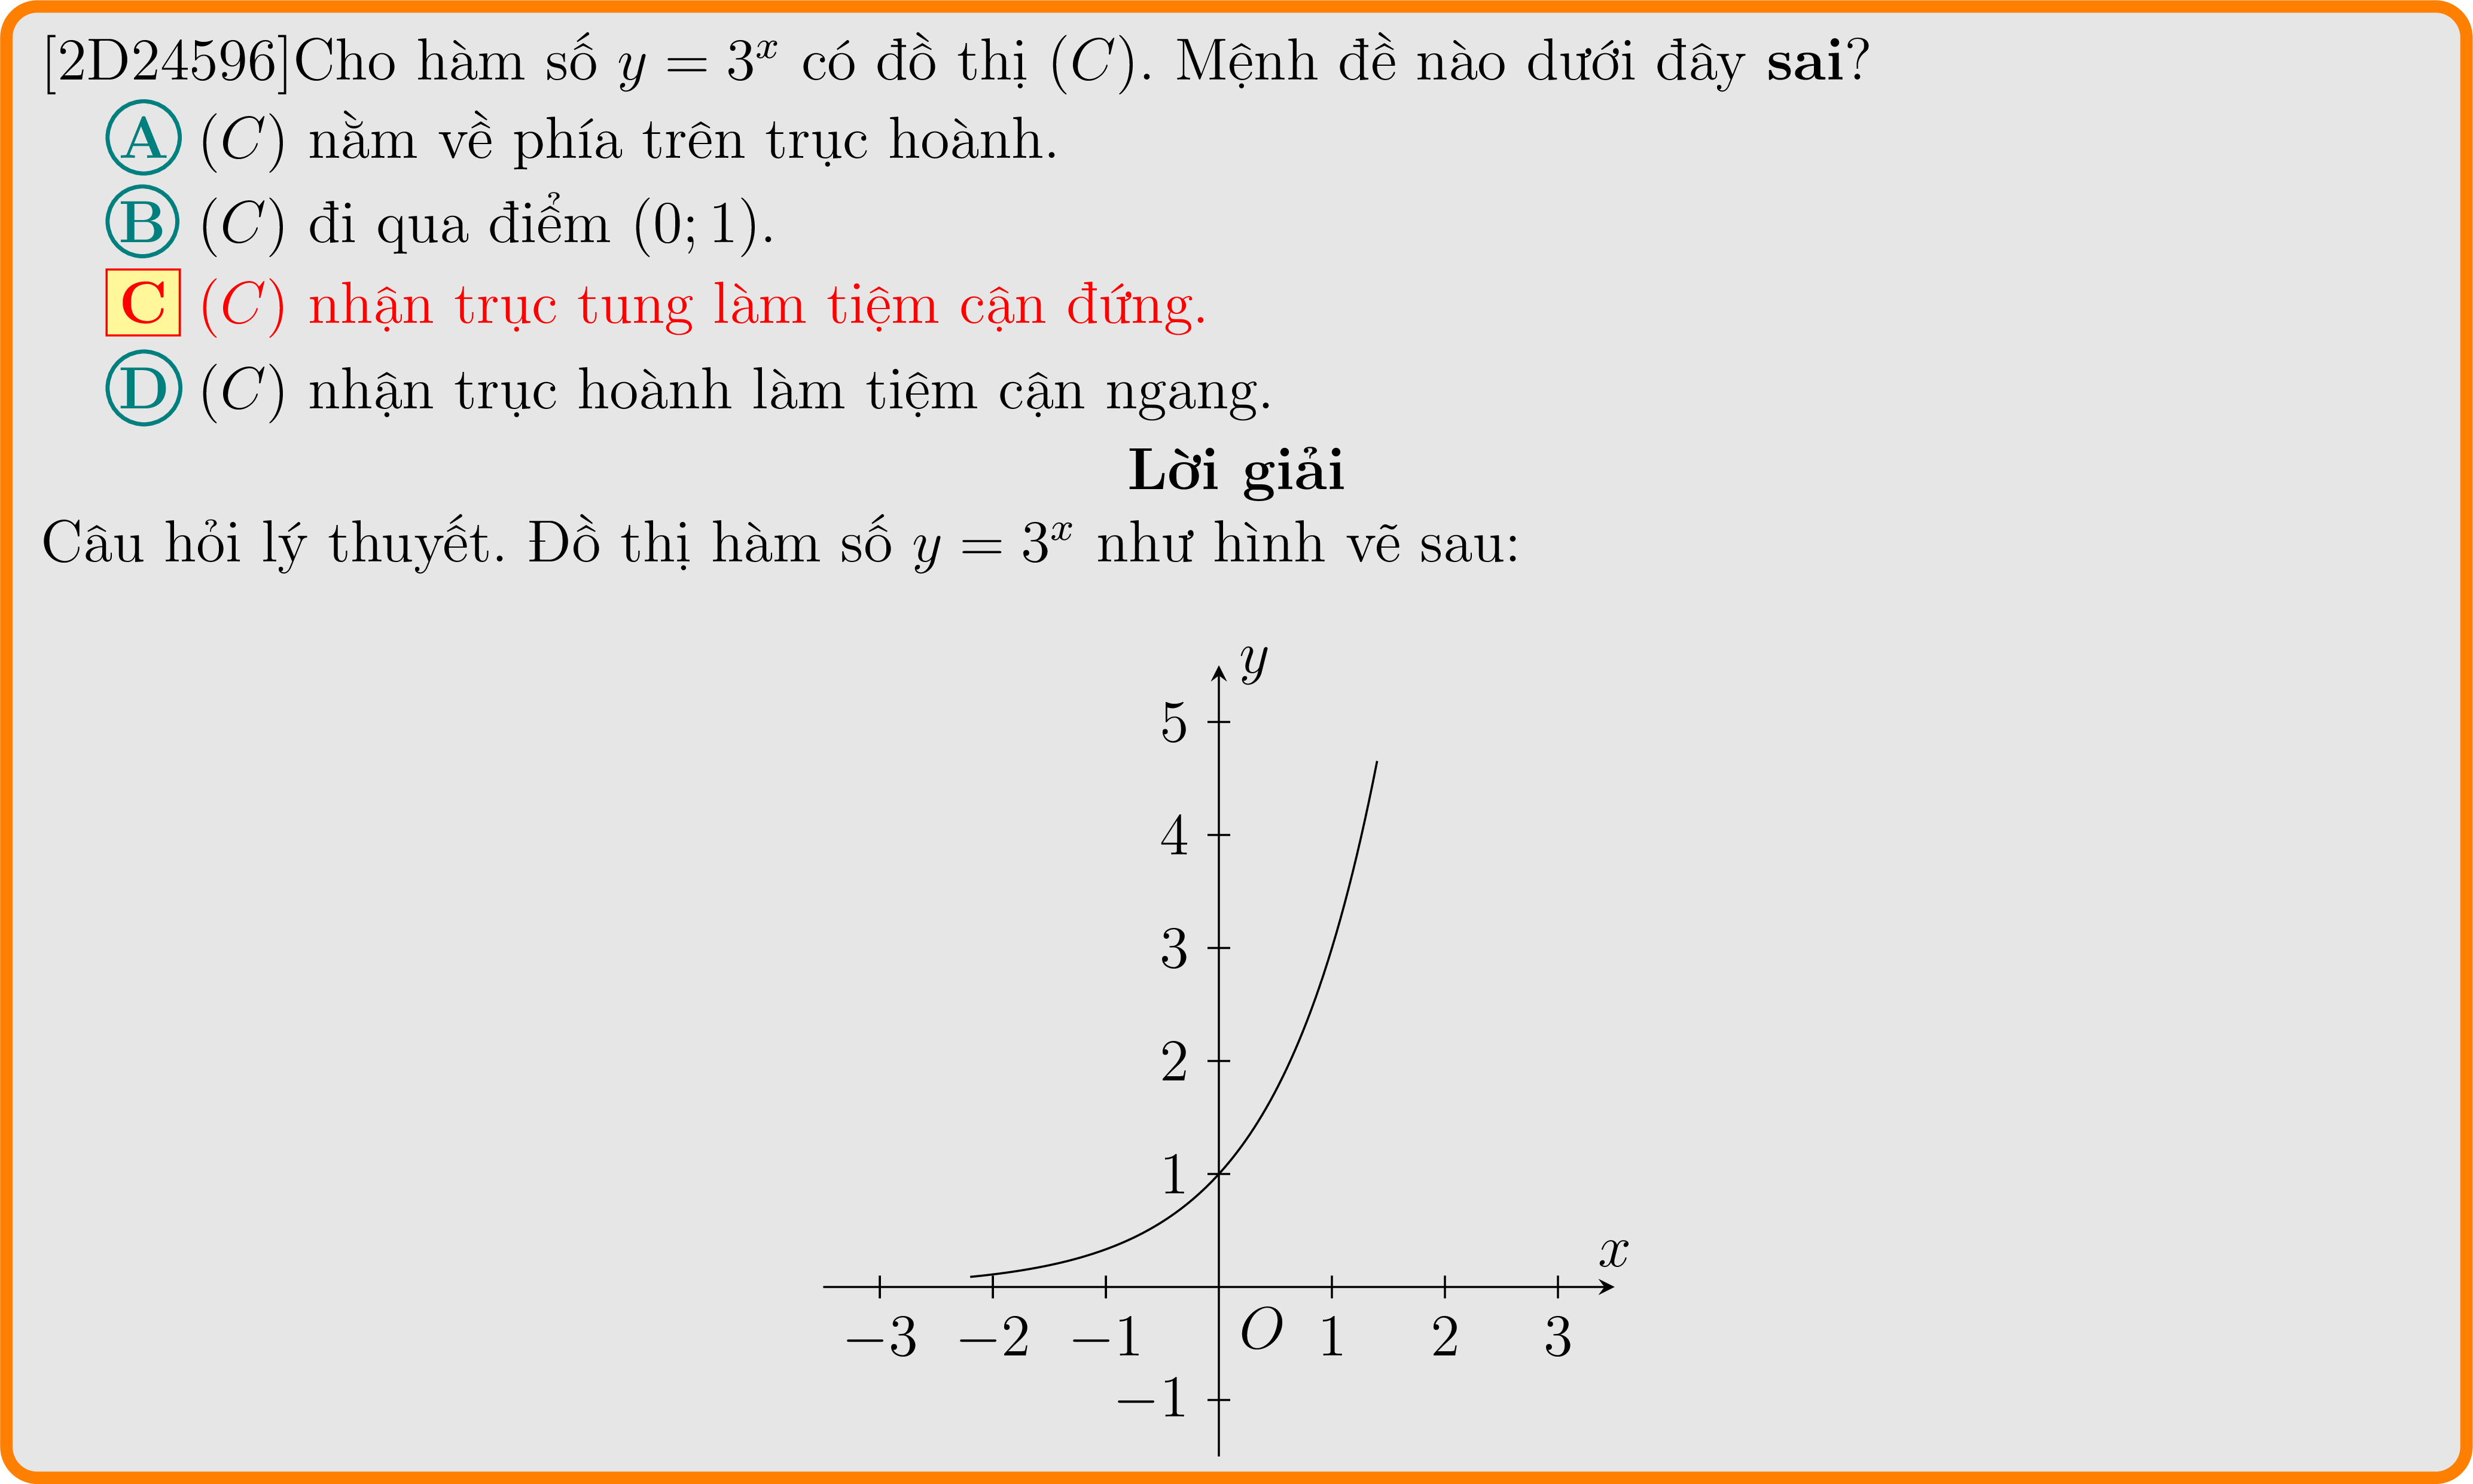 [2D24596]Cho hàm số y = 3^x có đồ thị (C). Mệnh đề nào dưới đây sai?
A (C) nằm về phía trên trục hoành.
B (C) đi qua điểm (0; 1).
C (C) nhận trục tung làm tiệm cân đứng.
D (C) nhận trục hoành làm tiệm cận ngang.
Lời giải
Câu hỏi lý thuyết. Đồ thị hàm số y = 3^x như hình vẽ sau:
y
5
4
3
2
1
x
−3 −2 −1 O 1 2 3
−1